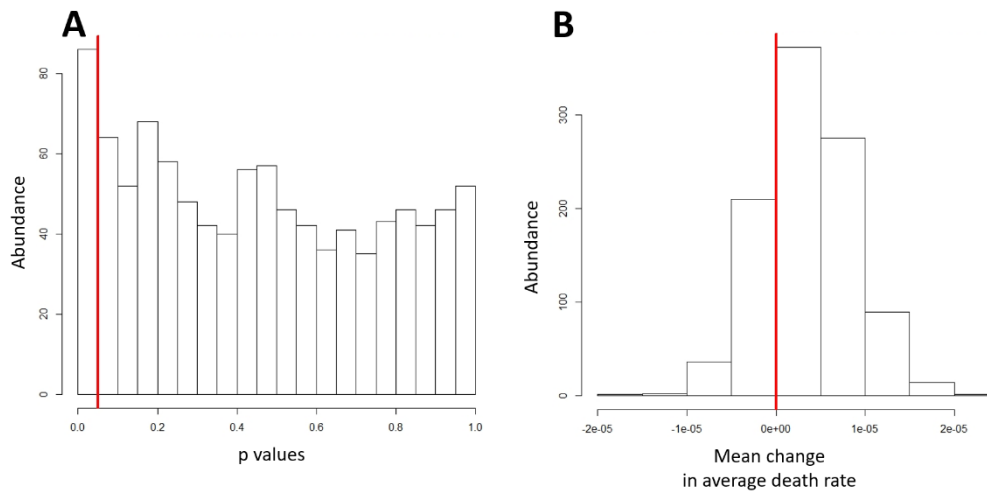 A
B
Abundance
0
20
40
60
80
0.0 0.2 0.4 0.6 0.8 1.0
p values
Abundance
0
100
200
300
-2e-05 -1e-05 0e+00 1e-05 2e-05
Mean change
in average death rate